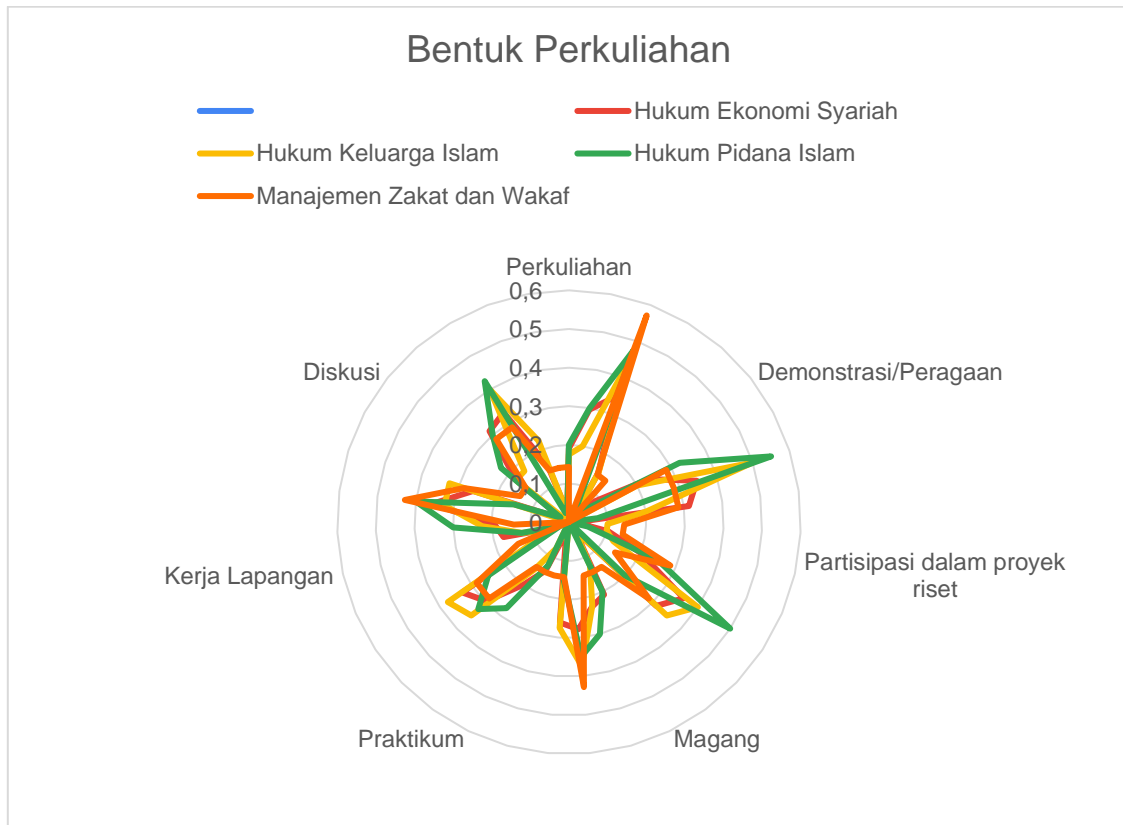 Bentuk Perkuliahan
Hukum Ekonomi Syariah
Hukum Keluarga Islam
Hukum Pidana Islam
Manajemen Zakat dan Wakaf
Perkuliahan
0,6
0,5
0,4
0,3
0,2
0,1
0
Demonstrasi/Peragaan
Partisipasi dalam proyek
riset
Magang
Praktikum
Kerja Lapangan
Diskusi